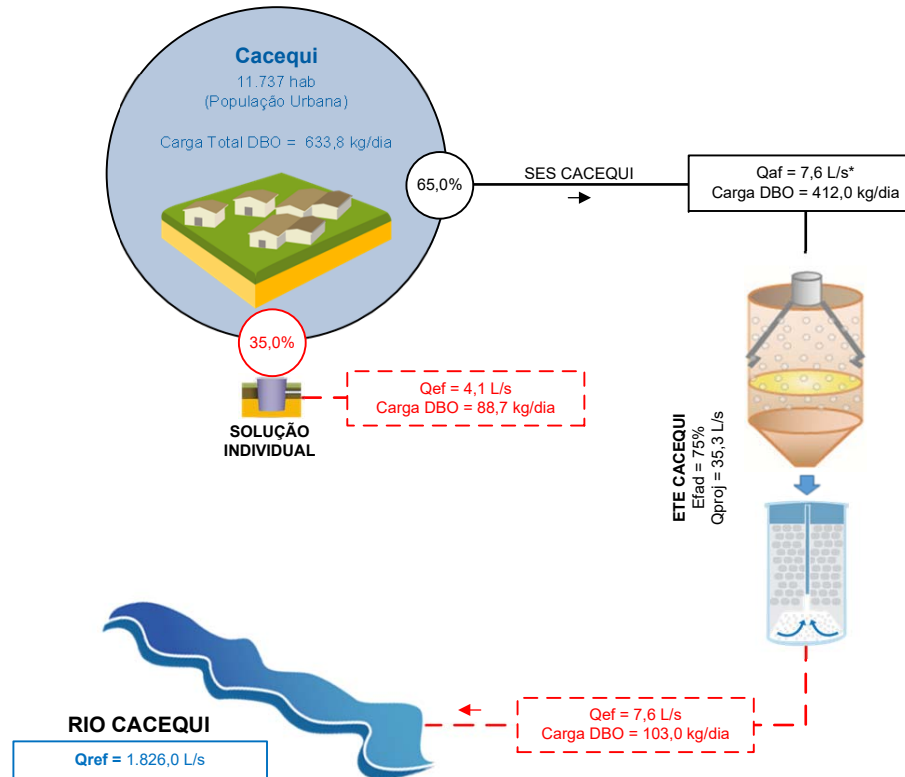 Cacequi
11.737 hab
(População Urbana)
Carga Total DBO = 633,8 kg/dia
65,0%
SES CACEQUI
Qaf = 7,6 L/s*
Carga DBO = 412,0 kg/dia
35,0%
Qef = 4,1 L/s
Carga DBO = 88,7 kg/dia
SOLUÇÃO
INDIVIDUAL
ETE CACEQUI
Efad = 75%
Qproj = 35,3 L/s
Qef = 7,6 L/s
Carga DBO = 103,0 kg/dia
RIO CACEQUI
Qref = 1.826,0 L/s